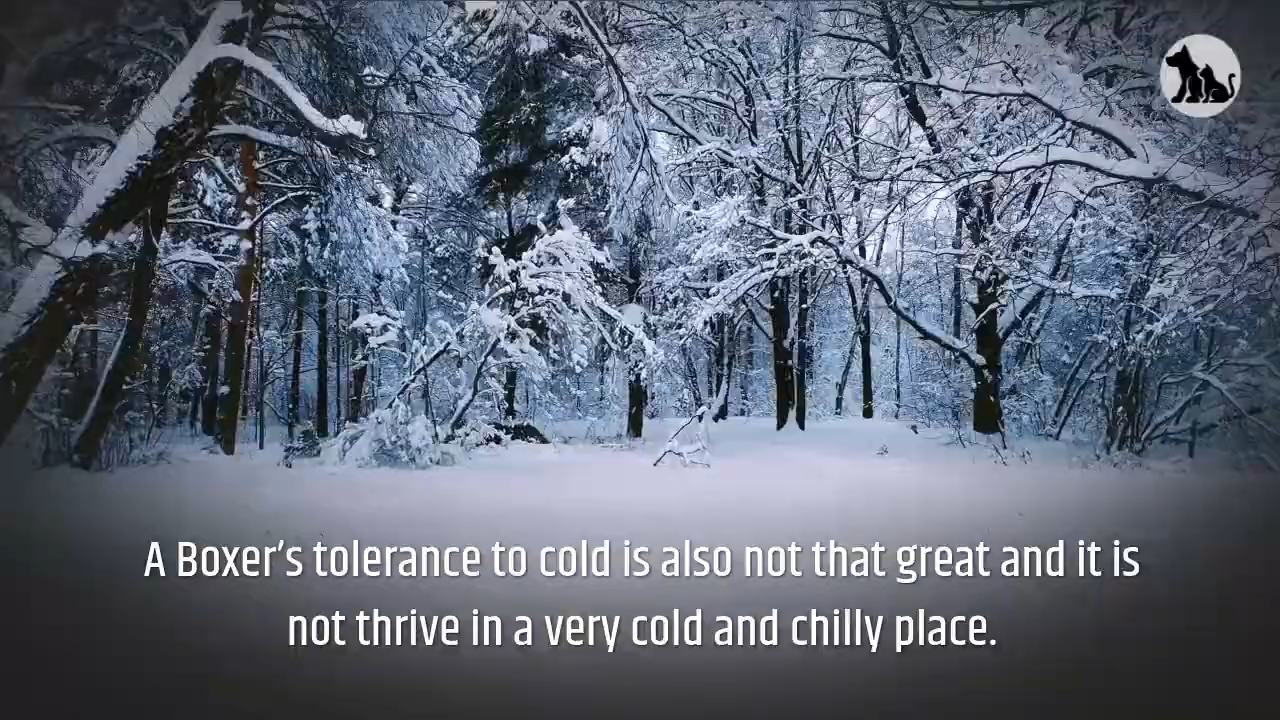 A Boxer’s tolerance to cold is also not that great and it is
not thrive in a very cold and chilly place.